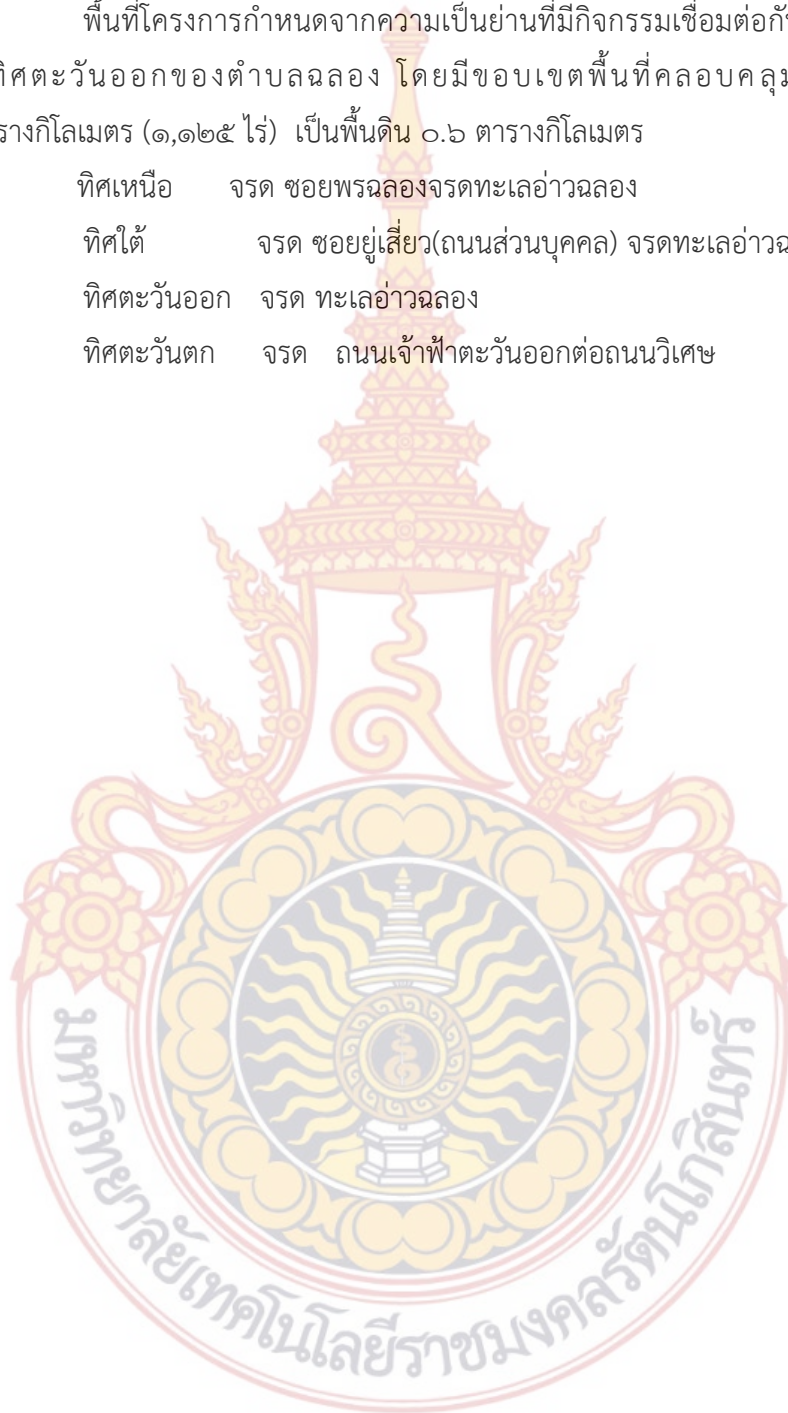 พื้นที่โครงการกำหนดจากความเป็นย่านที่มีกิจกรรมเชื่อมต่อกั
ทิศตะวันออกของตำบลฉลอง โดยมีขอบเขตพื้นที่คลอบคลุม
รางกิโลเมตร (๑,๑๒๕ ไร่) เป็นพื้นดิน ๐.๖ ตารางกิโลเมตร
ทิศเหนือ จรด ซอยพรฉลองจรดทะเลอ่าวฉลอง
ทิศใต้ จรด ซอยยู่เสี่ยว(ถนนส่วนบุคคล) จรดทะเลอ่าวฉ
ทิศตะวันออก จรด ทะเลอ่าวฉลอง
ทิศตะวันตก จรด ถนนเจ้าฟ้าตะวันออกต่อถนนวิเศษ
มหาวิทยาลัยเทคโนโลยีราชมงคลรัตนโกสินทร์